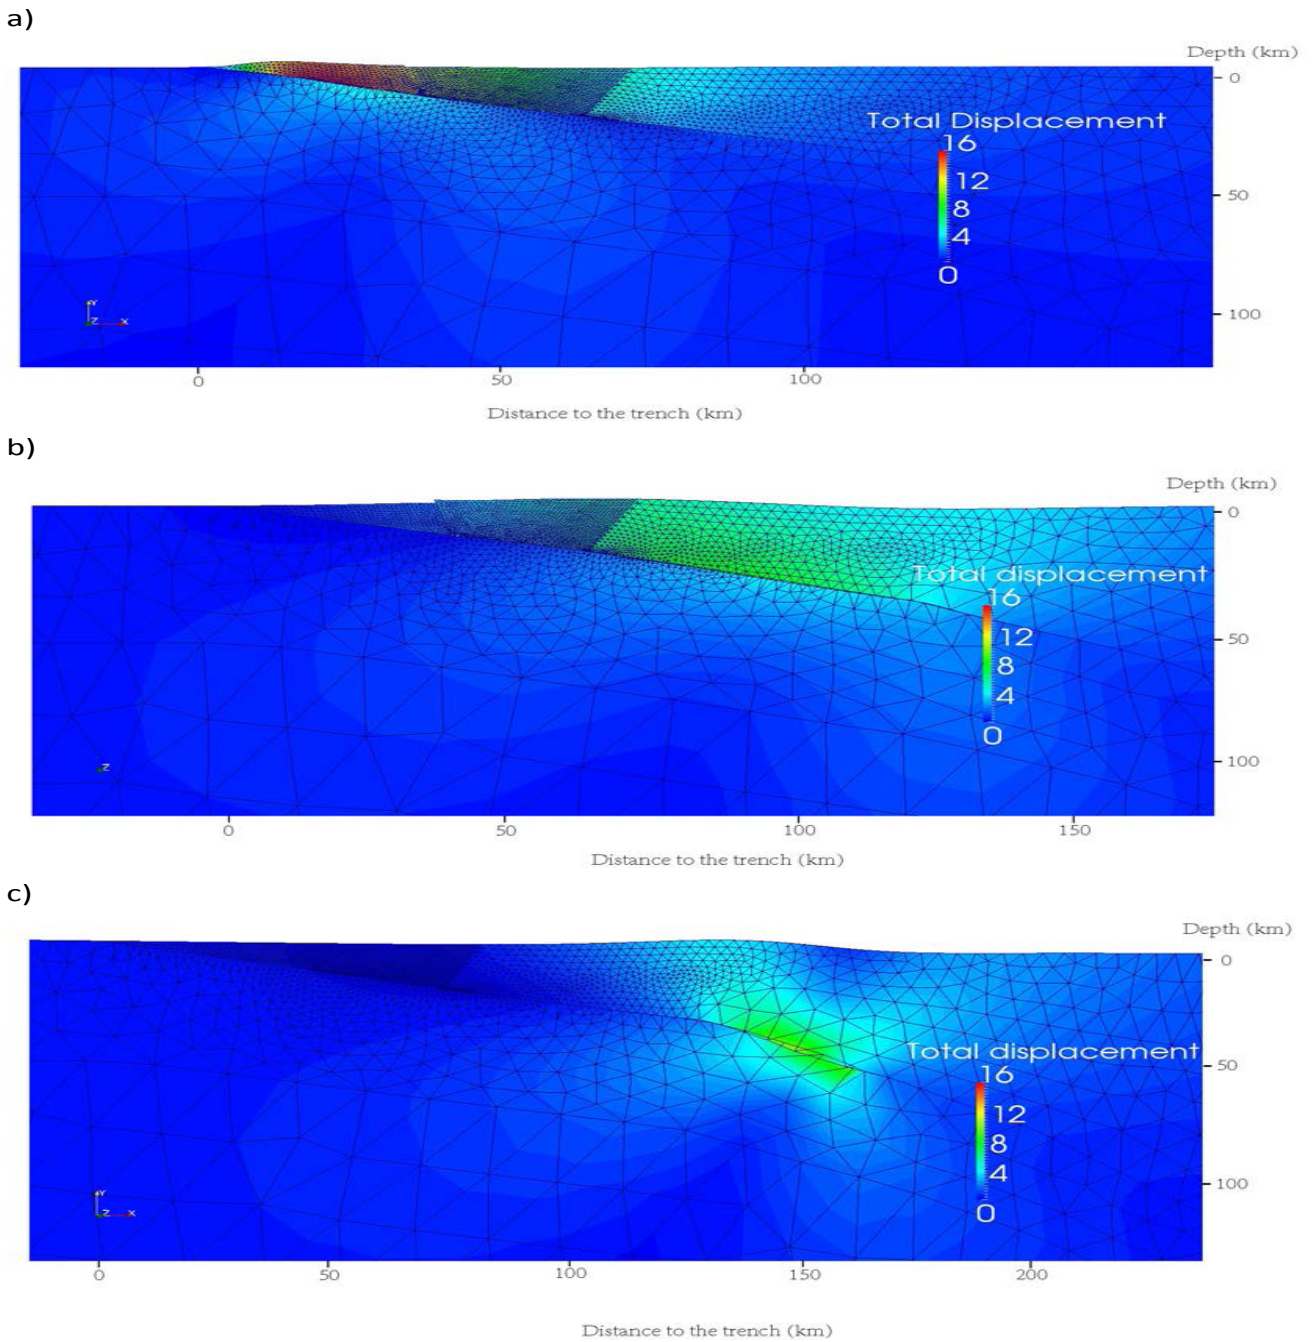 a)
Depth (km)
0
Total Displacement
16
12
8
4
0
50
100
Y
Z X
0 50 100
Distance to the trench (km)
b)
Depth (km)
0
Total displacement
16
12
8
4
0
50
100
Z
0 50 100 150
Distance to the trench (km)
c)
Depth (km)
0
Total displacement
16
12
8
4
0
50
100
Y
Z X
0 50 100 150 200
Distance to the trench (km)